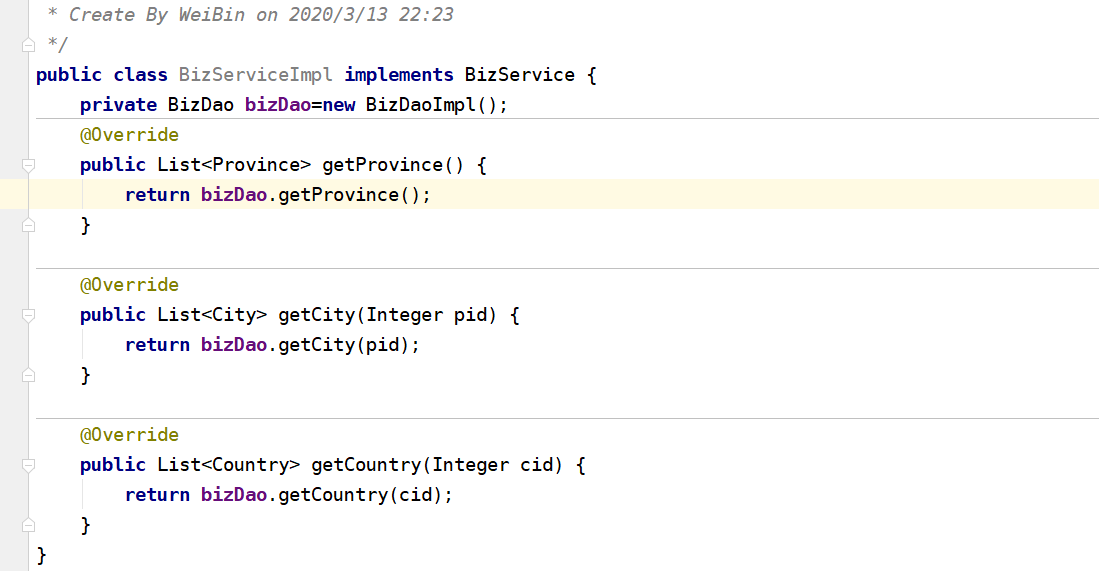 * Create By WeiBin on 2020/3/13 22:23
*/
public class BizServiceImpl implements BizService {
private BizDao bizDao=new BizDaoImpl();
@Override
public List<Province> getProvince() {
return bizDao.getProvince();
}
@Override
public List<City> getCity(Integer pid) {
return bizDao.getCity(pid);
}
@Override
public List<Country> getCountry(Integer cid) {
return bizDao.getCountry(cid);
}
}